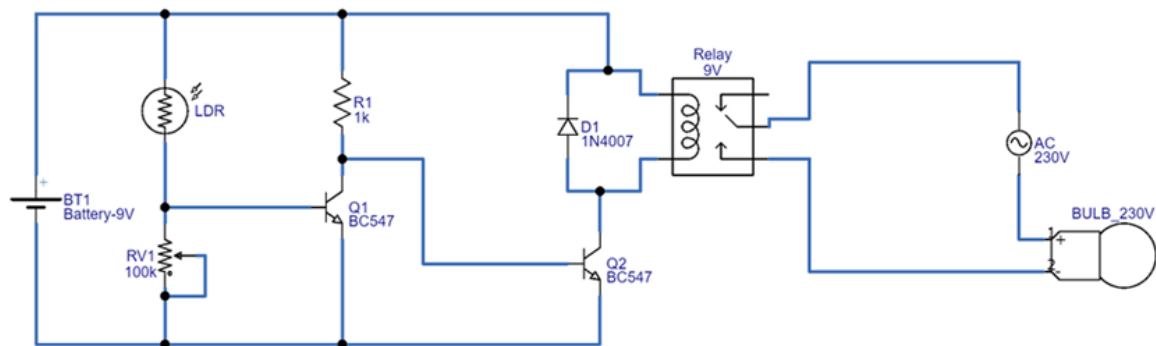 Relay
9V
LDR
R1
1k
D1
1N4007
AC
230V
+
BT1
Battery-9V
Q1
BC547
BULB_230V
1
+
RV1
100k
Q2
BC547
2
-